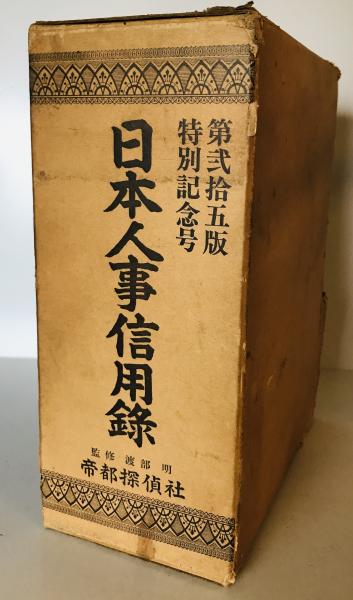 第弐拾五版
特別記念号
日本人事信用錄
監修 渡部 明
帝都探偵社